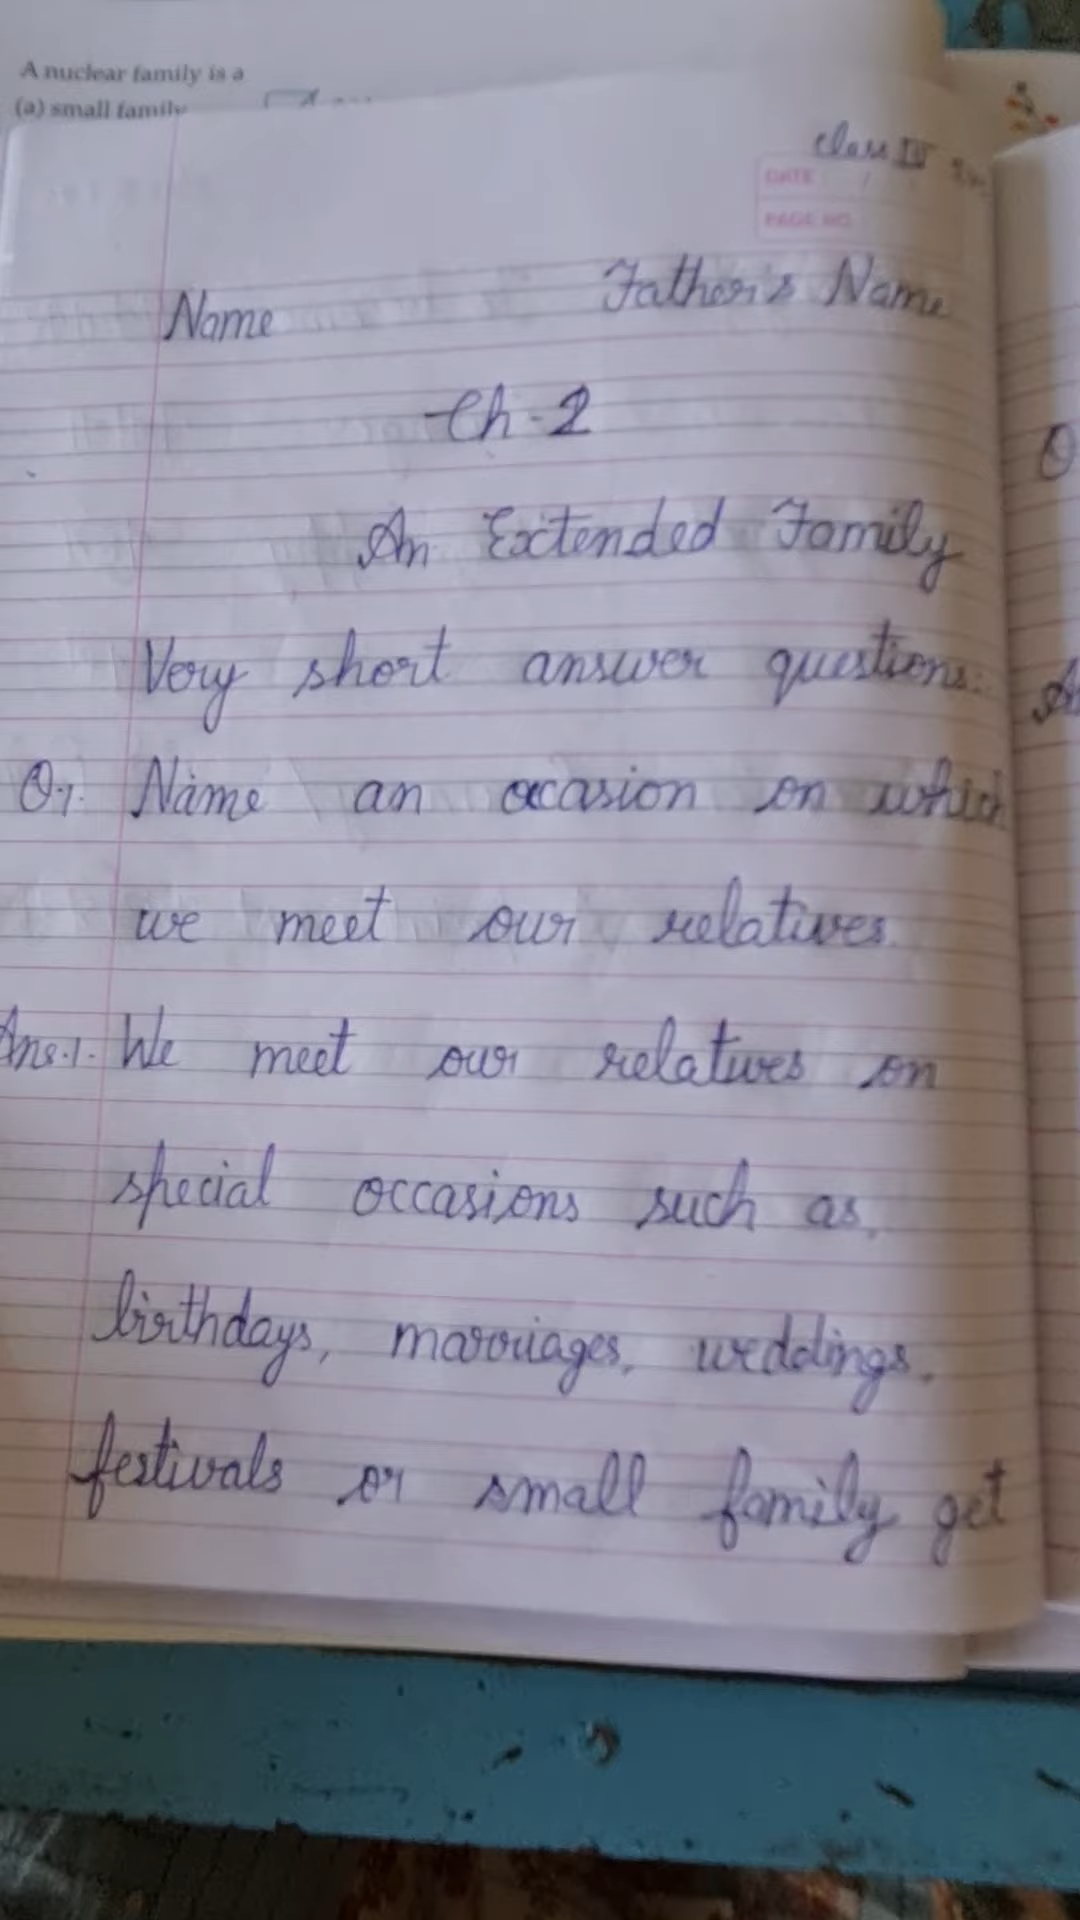 A nuclear family is a
(a) small family
class IV
DATE
PAGE NO.
Name Father's Name
Ch-2
An Extended Family
Very short answer questions:
Q1. Name an occasion on which
we meet our relatives.
Ans.1. We meet our relatives on
special occasions such as,
birthdays, marriages, weddings,
festivals or small family get